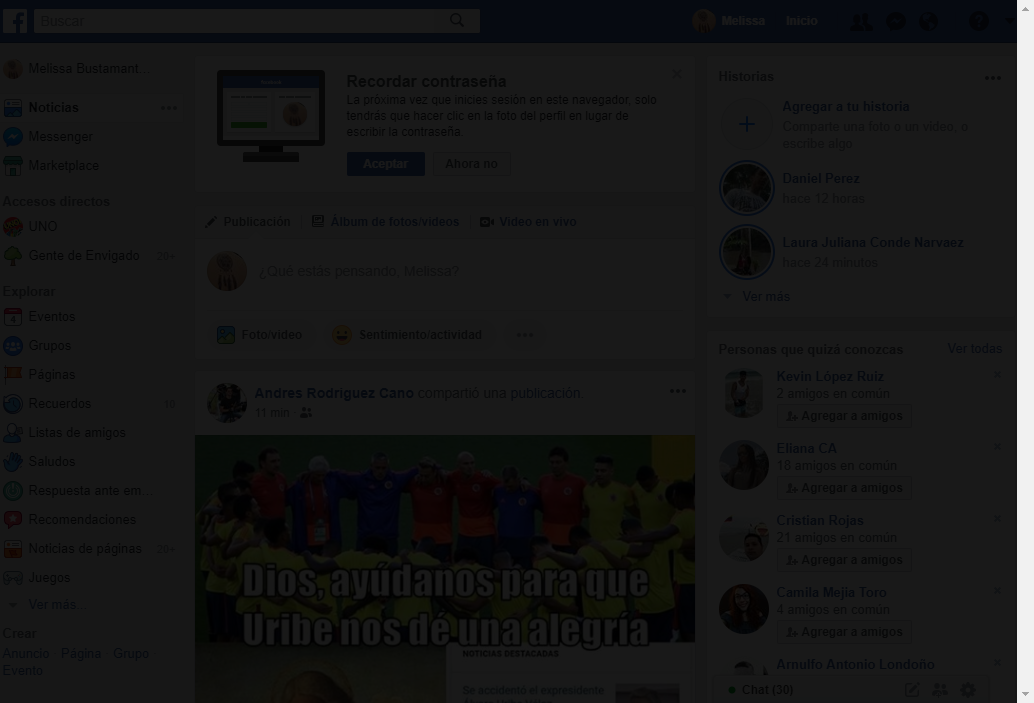 Buscar
Melissa
Inicio
Melissa Bustamant...
Noticias
Messenger
Marketplace
Accesos directos
UNO
Gente de Envigado 20+
Explorar
Eventos
Grupos
Páginas
Recuerdos 10
Listas de amigos
Saludos
Respuesta ante em...
Recomendaciones
Noticias de páginas 20+
Juegos
Ver más...
Crear
Anuncio Página Grupo
Evento
Recordar contraseña
La próxima vez que inicies sesión en este navegador, solo
tendrás que hacer clic en la foto del perfil en lugar de
escribir la contraseña.
Aceptar Ahora no
Publicación Álbum de fotos/videos Video en vivo
¿Qué estás pensando, Melissa?
Foto/video Sentimiento/actividad
Andres Rodríguez Cano compartió una publicación.
11 min
Dios, ayúdanos para que
Uribe nos dé una alegría
NOTICIAS DESTACADAS
Se accidentó el expresidente
Historias
Agregar a tu historia
Comparte una foto o un video, o
escribe algo
Daniel Perez
hace 12 horas
Laura Juliana Conde Narvaez
hace 24 minutos
Ver más
Personas que quizá conozcas Ver todas
Kevin López Ruiz
2 amigos en común
Agregar a amigos
Eliana CA
18 amigos en común
Agregar a amigos
Cristian Rojas
21 amigos en común
Agregar a amigos
Camila Mejia Toro
4 amigos en común
Agregar a amigos
Arnulfo Antonio Londoño
Chat (30)